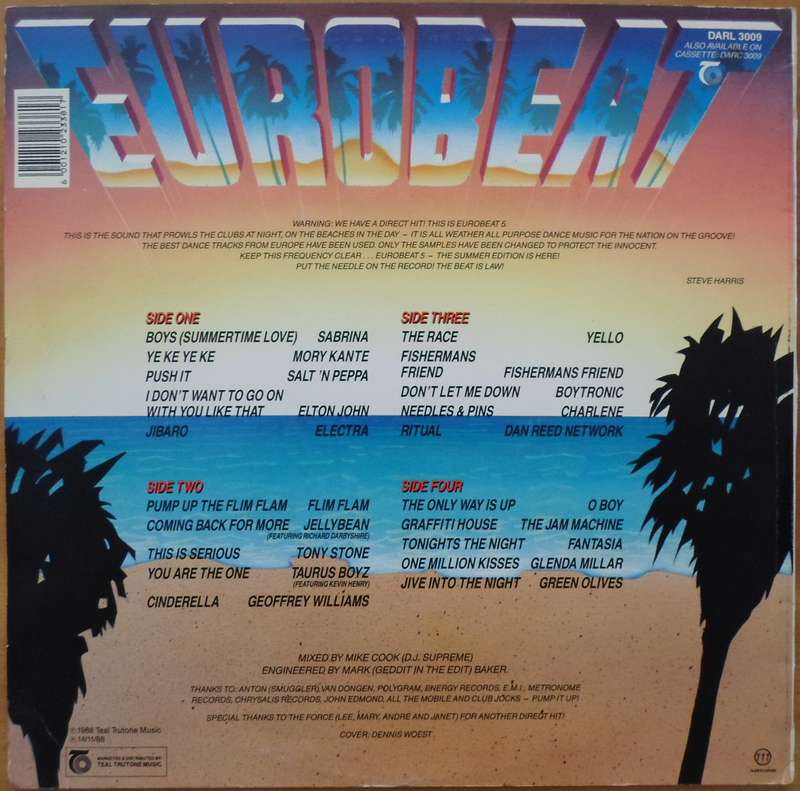 EUROBEAT
DARL 3009
ALSO AVAILABLE ON
CASSETTE: DARC 3009
6 001210 233817
WARNING: WE HAVE A DIRECT HIT! THIS IS EUROBEAT 5.
THIS IS THE SOUND THAT PROWLS THE CLUBS AT NIGHT, ON THE BEACHES IN THE DAY – IT IS ALL WEATHER ALL PURPOSE DANCE MUSIC FOR THE NATION ON THE GROOVE!
THE BEST DANCE TRACKS FROM EUROPE HAVE BEEN USED. ONLY THE SAMPLES HAVE BEEN CHANGED TO PROTECT THE INNOCENT.
KEEP THIS FREQUENCY CLEAR . . . EUROBEAT 5 – THE SUMMER EDITION IS HERE!
PUT THE NEEDLE ON THE RECORD! THE BEAT IS LAW!
STEVE HARRIS
SIDE ONE
BOYS (SUMMERTIME LOVE) SABRINA
YE KE YE KE MORY KANTE
PUSH IT SALT 'N PEPPA
I DON'T WANT TO GO ON
WITH YOU LIKE THAT ELTON JOHN
JIBARO ELECTRA
SIDE TWO
PUMP UP THE FLIM FLAM FLIM FLAM
COMING BACK FOR MORE JELLYBEAN
(FEATURING RICHARD DARBYSHIRE)
THIS IS SERIOUS TONY STONE
YOU ARE THE ONE TAURUS BOYZ
(FEATURING KEVIN HENRY)
CINDERELLA GEOFFREY WILLIAMS
SIDE THREE
THE RACE YELLO
FISHERMANS
FRIEND FISHERMANS FRIEND
DON'T LET ME DOWN BOYTRONIC
NEEDLES & PINS CHARLENE
RITUAL DAN REED NETWORK
SIDE FOUR
THE ONLY WAY IS UP O BOY
GRAFFITI HOUSE THE JAM MACHINE
TONIGHTS THE NIGHT FANTASIA
ONE MILLION KISSES GLENDA MILLAR
JIVE INTO THE NIGHT GREEN OLIVES
MIXED BY MIKE COOK (D.J. SUPREME)
ENGINEERED BY MARK (GEDDIT IN THE EDIT) BAKER.
THANKS TO: ANTON (SMUGGLER) VAN DONGEN, POLYGRAM, ENERGY RECORDS, E.M.I., METRONOME
RECORDS, CHRYSALIS RECORDS, JOHN EDMOND, ALL THE MOBILE AND CLUB JOCKS – PUMP IT UP!
SPECIAL THANKS TO THE FORCE (LEE, MARY, ANDRE AND JANET) FOR ANOTHER DIRECT HIT!
COVER: DENNIS WOEST
℗ 1988 Teal Trutone Music
14/11/88
MARKETED & DISTRIBUTED BY
TEAL TRUTONE MUSIC